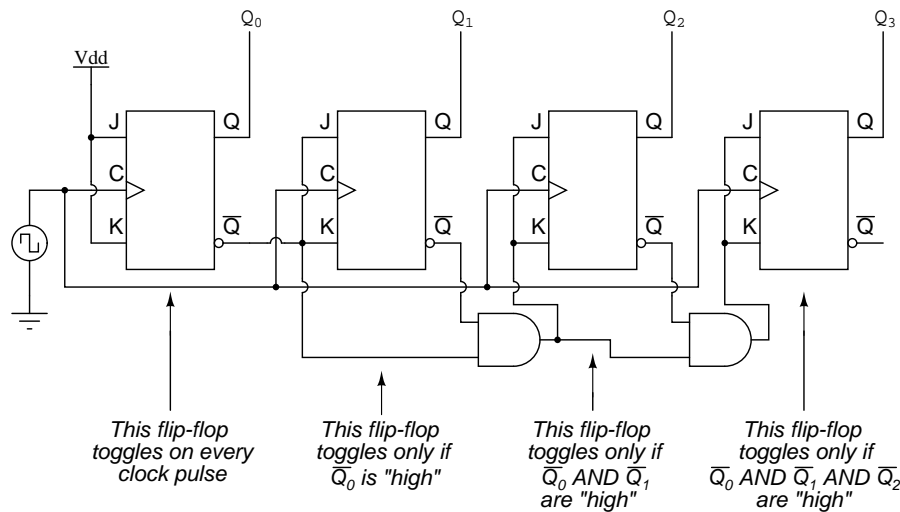 Q0 Q1 Q2 Q3
Vdd
J Q J Q J Q J Q
C C C C
K Q̅ K Q̅ K Q̅ K Q̅
This flip-flop
toggles on every
clock pulse
This flip-flop
toggles only if
Q̅0 is "high"
This flip-flop
toggles only if
Q̅0 AND Q̅1
are "high"
This flip-flop
toggles only if
Q̅0 AND Q̅1 AND Q̅2
are "high"